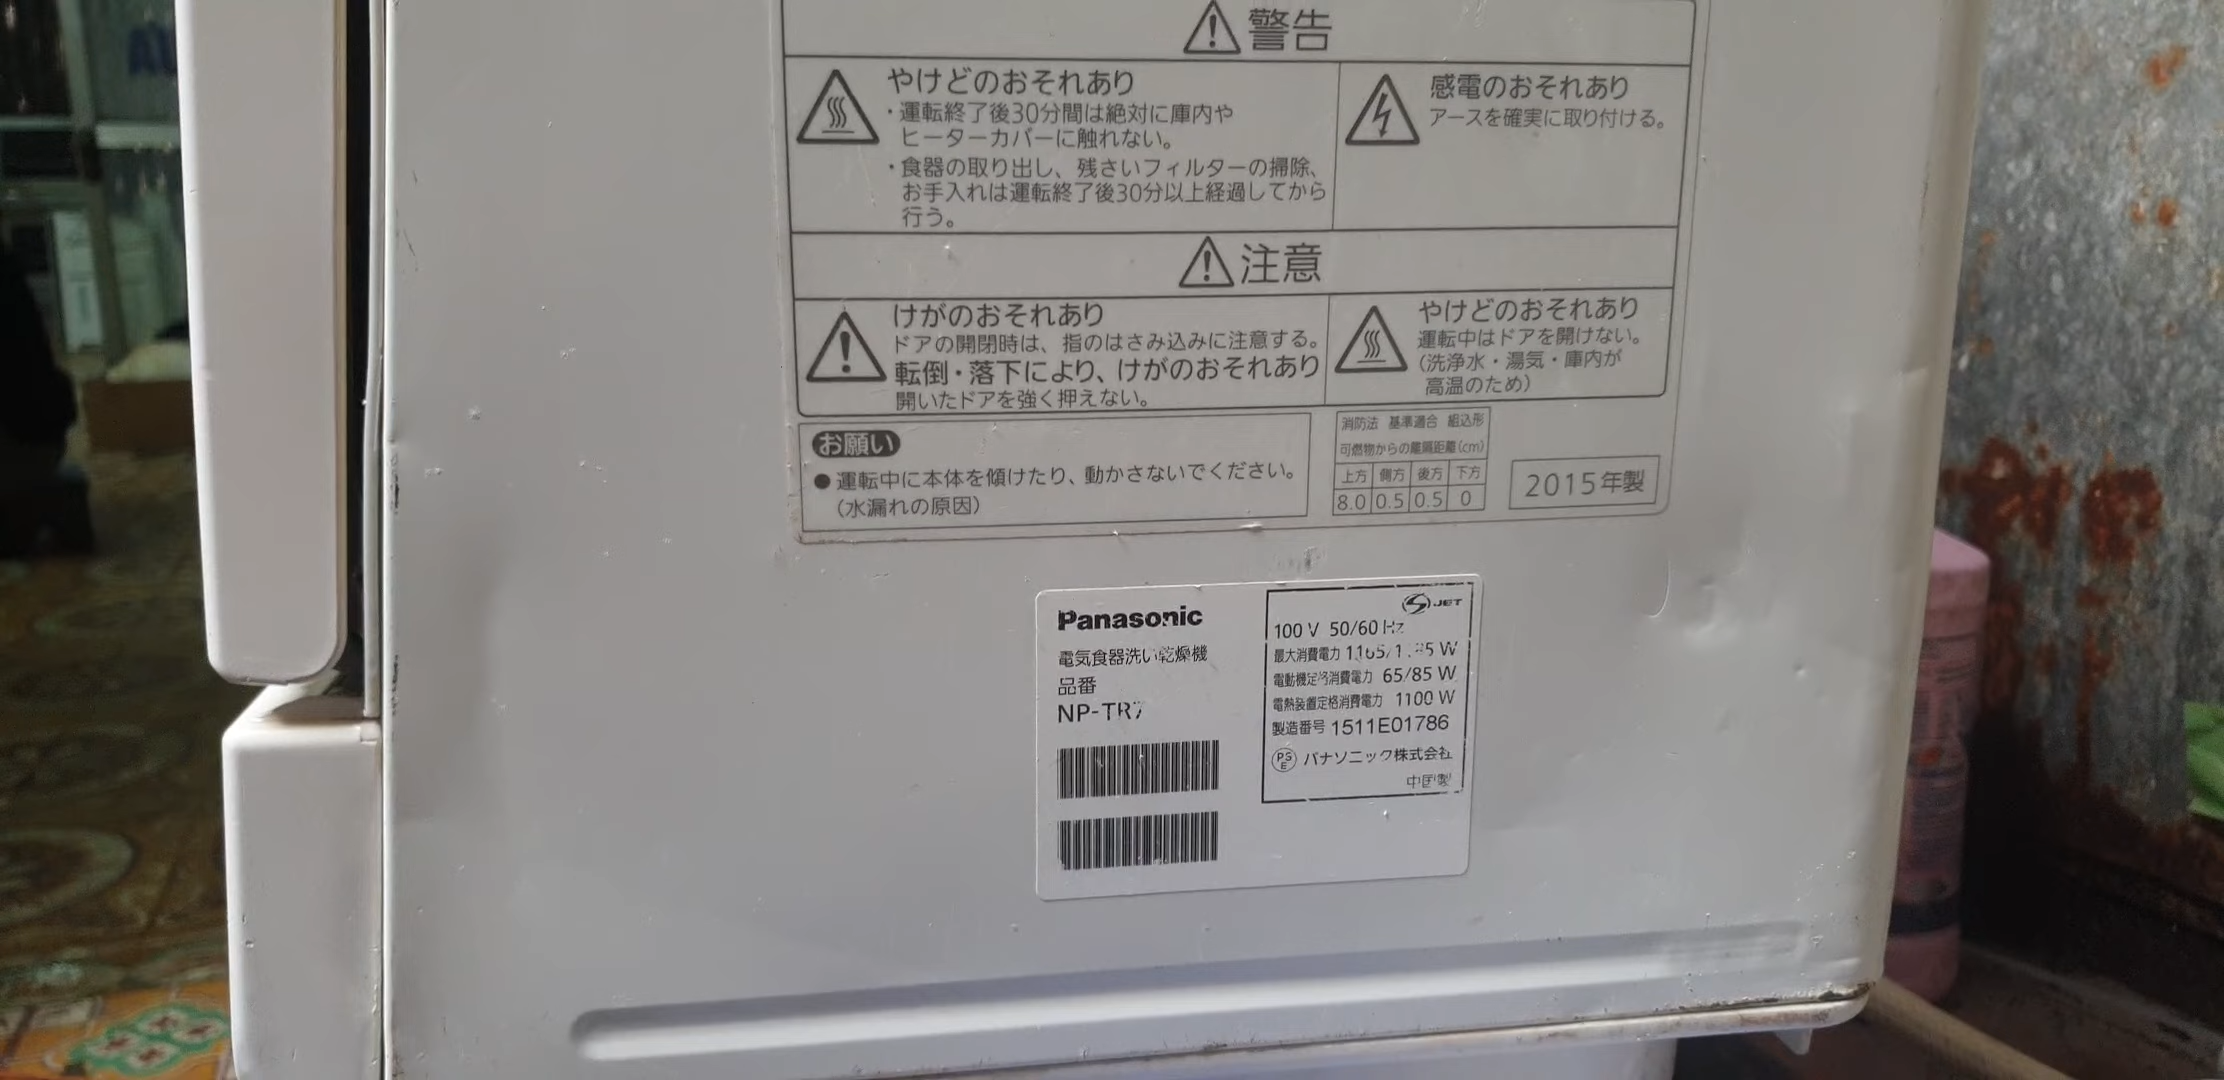 警告
やけどのおそれあり
・運転終了後30分間は絶対に庫内や
ヒーターカバーに触れない。
・食器の取り出し、残さいフィルターの掃除、
お手入れは運転終了後30分以上経過してから
行う。
感電のおそれあり
アースを確実に取り付ける。
注意
けがのおそれあり
ドアの開閉時は、指のはさみ込みに注意する。
転倒・落下により、けがのおそれあり
開いたドアを強く押えない。
やけどのおそれあり
運転中はドアを開けない。
(洗浄水・湯気・庫内が
高温のため)
お願い
●運転中に本体を傾けたり、動かさないでください。
(水漏れの原因)
消防法 基準適合 組込形
可燃物からの離隔距離(cm)
上方 側方 後方 下方
8.0 0.5 0.5 0
2015年製
Panasonic
電気食器洗い乾燥機
品番
NP-TR7
JET
100 V 50/60 Hz
最大消費電力 1165/ W
電動機定格消費電力 65/85 W
電熱装置定格消費電力 1100 W
製造番号 1511E01786
PSE パナソニック株式会社
中国製